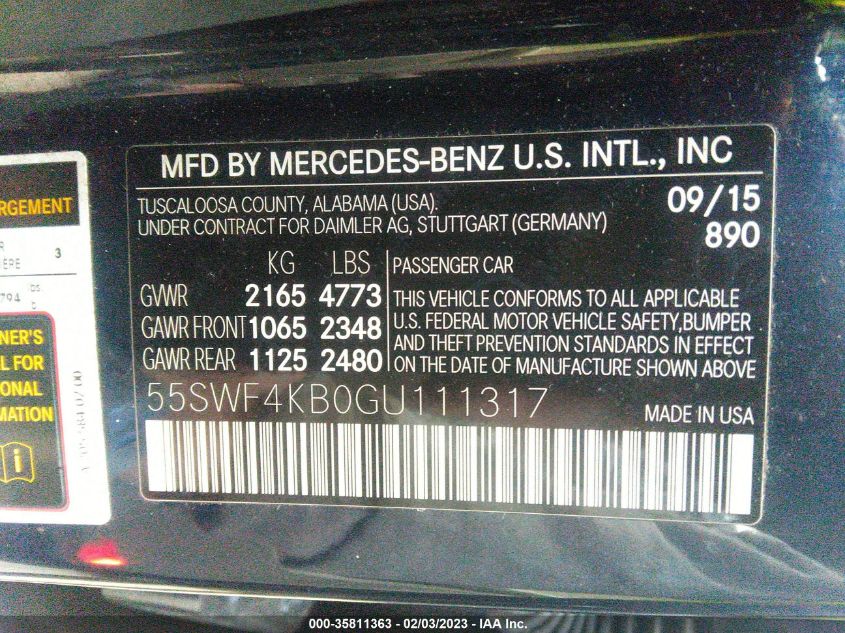 MFD BY MERCEDES-BENZ U.S. INTL., INC
TUSCALOOSA COUNTY, ALABAMA (USA).
UNDER CONTRACT FOR DAIMLER AG, STUTTGART (GERMANY)
09/15
890
KG LBS
GVWR 2165 4773
GAWR FRONT 1065 2348
GAWR REAR 1125 2480
PASSENGER CAR
THIS VEHICLE CONFORMS TO ALL APPLICABLE
U.S. FEDERAL MOTOR VEHICLE SAFETY,BUMPER
AND THEFT PREVENTION STANDARDS IN EFFECT
ON THE DATE OF MANUFACTURE SHOWN ABOVE
55SWF4KB0GU111317
MADE IN USA
RGEMENT
3
794
NER'S
L FOR
IONAL
MATION
000-35811363 - 02/03/2023 - IAA Inc.